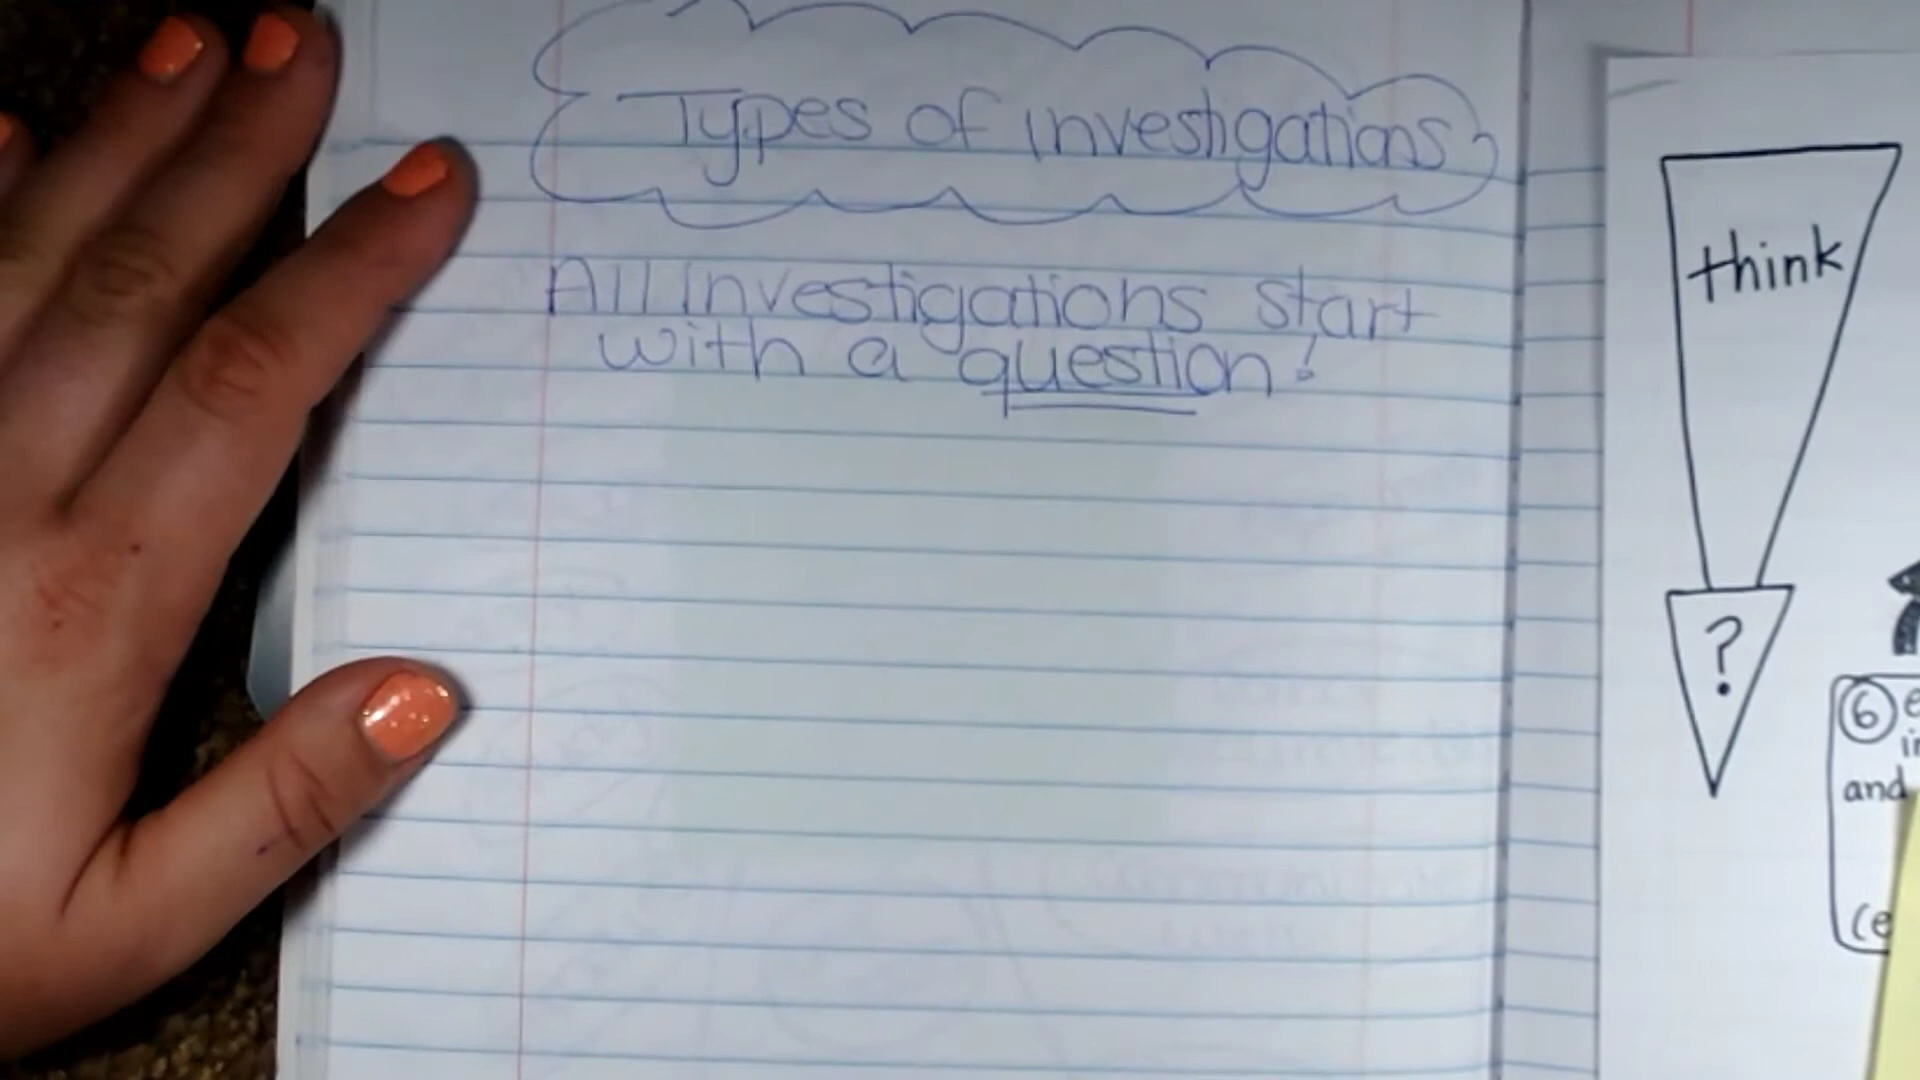 Types of investigations
All investigations start
with a question!
think
?
6
and